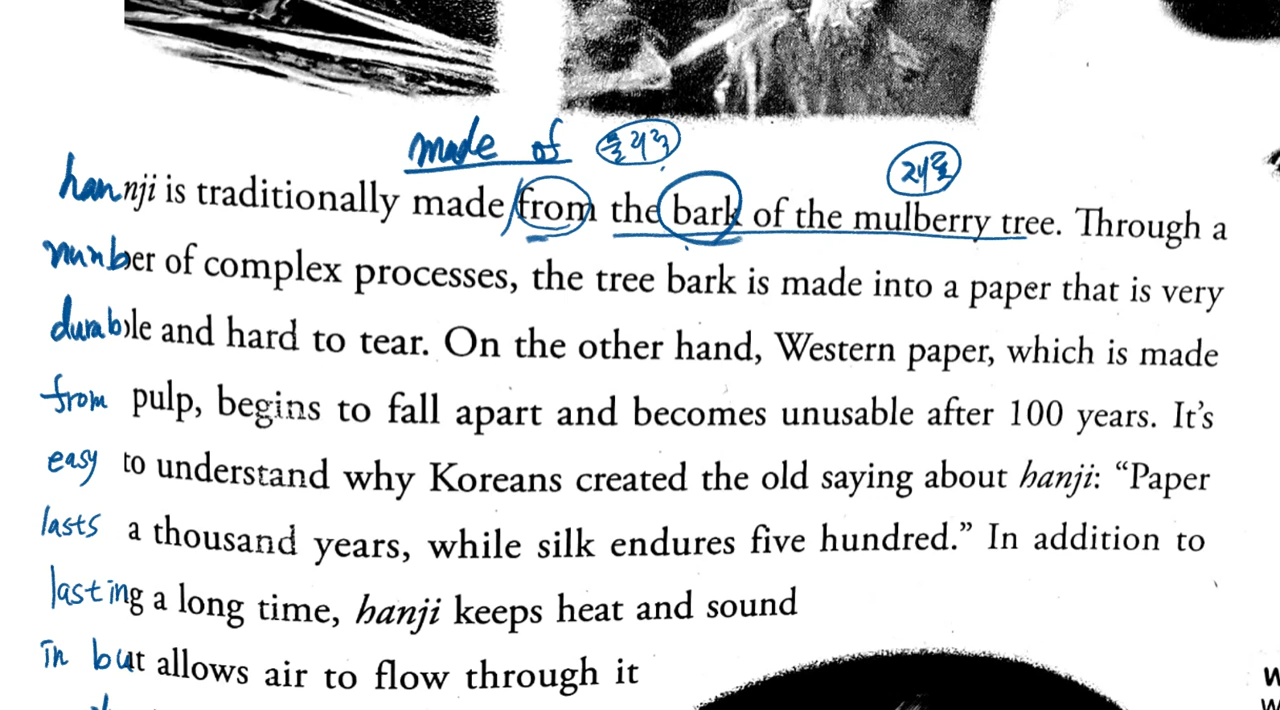 made of
재료
hannji is traditionally made from the bark of the mulberry tree. Through a
number of complex processes, the tree bark is made into a paper that is very
durable and hard to tear. On the other hand, Western paper, which is made
from pulp, begins to fall apart and becomes unusable after 100 years. It's
easy to understand why Koreans created the old saying about hanji: “Paper
lasts a thousand years, while silk endures five hundred.” In addition to
lasting a long time, hanji keeps heat and sound
in but allows air to flow through it